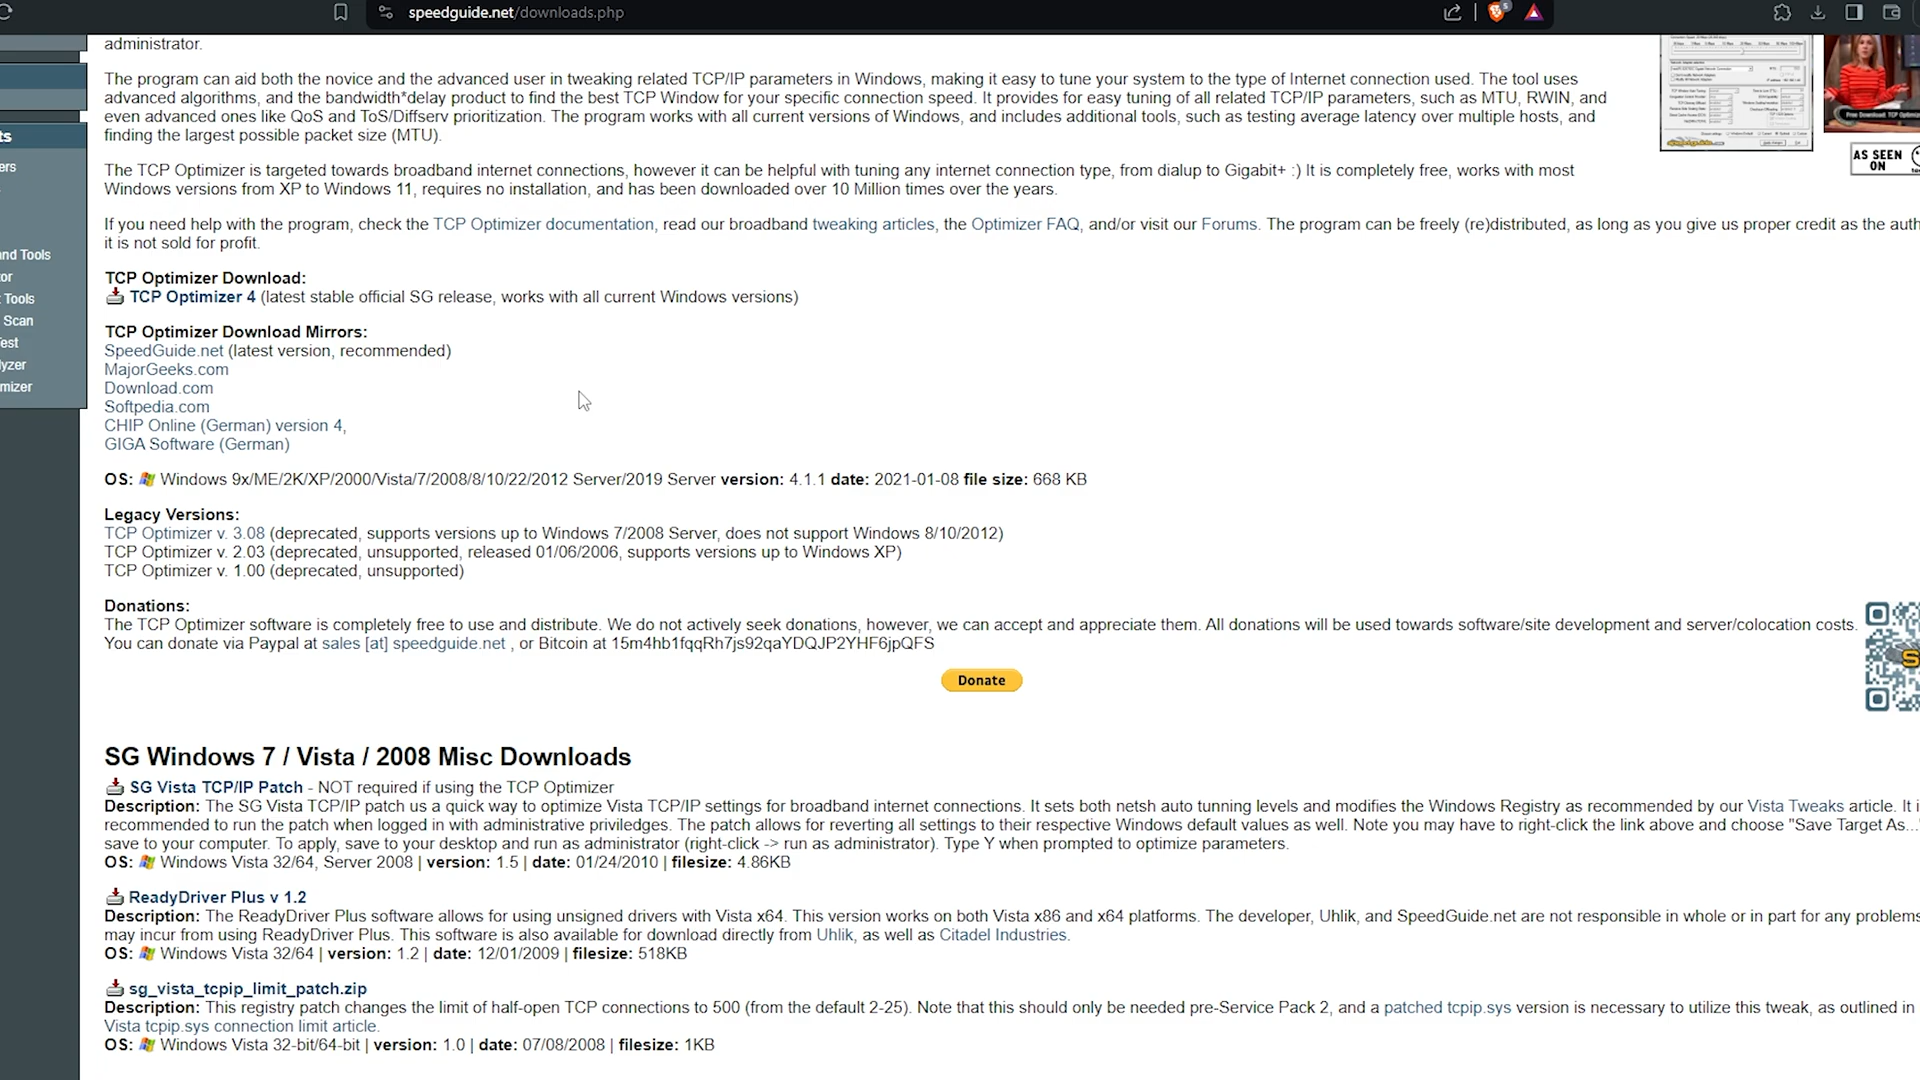 speedguide.net/downloads.php
5
administrator.
The program can aid both the novice and the advanced user in tweaking related TCP/IP parameters in Windows, making it easy to tune your system to the type of Internet connection used. The tool uses
advanced algorithms, and the bandwidth*delay product to find the best TCP Window for your specific connection speed. It provides for easy tuning of all related TCP/IP parameters, such as MTU, RWIN, and
even advanced ones like QoS and ToS/Diffserv prioritization. The program works with all current versions of Windows, and includes additional tools, such as testing average latency over multiple hosts, and
finding the largest possible packet size (MTU).
AS SEEN
ON
The TCP Optimizer is targeted towards broadband internet connections, however it can be helpful with tuning any internet connection type, from dialup to Gigabit+ :) It is completely free, works with most
Windows versions from XP to Windows 11, requires no installation, and has been downloaded over 10 Million times over the years.
If you need help with the program, check the TCP Optimizer documentation, read our broadband tweaking articles, the Optimizer FAQ, and/or visit our Forums. The program can be freely (re)distributed, as long as you give us proper credit as the auth
it is not sold for profit.
ts
ers
nd Tools
or
Tools
Scan
est
lyzer
mizer
TCP Optimizer Download:
TCP Optimizer 4 (latest stable official SG release, works with all current Windows versions)
TCP Optimizer Download Mirrors:
SpeedGuide.net (latest version, recommended)
MajorGeeks.com
Download.com
Softpedia.com
CHIP Online (German) version 4,
GIGA Software (German)
OS: Windows 9x/ME/2K/XP/2000/Vista/7/2008/8/10/22/2012 Server/2019 Server version: 4.1.1 date: 2021-01-08 file size: 668 KB
Legacy Versions:
TCP Optimizer v. 3.08 (deprecated, supports versions up to Windows 7/2008 Server, does not support Windows 8/10/2012)
TCP Optimizer v. 2.03 (deprecated, unsupported, released 01/06/2006, supports versions up to Windows XP)
TCP Optimizer v. 1.00 (deprecated, unsupported)
Donations:
The TCP Optimizer software is completely free to use and distribute. We do not actively seek donations, however, we can accept and appreciate them. All donations will be used towards software/site development and server/colocation costs.
You can donate via Paypal at sales [at] speedguide.net , or Bitcoin at 15m4hb1fqqRh7js92qaYDQJP2YHF6jpQFS
Donate
SG Windows 7 / Vista / 2008 Misc Downloads
SG Vista TCP/IP Patch - NOT required if using the TCP Optimizer
Description: The SG Vista TCP/IP patch us a quick way to optimize Vista TCP/IP settings for broadband internet connections. It sets both netsh auto tunning levels and modifies the Windows Registry as recommended by our Vista Tweaks article. It i
recommended to run the patch when logged in with administrative priviledges. The patch allows for reverting all settings to their respective Windows default values as well. Note you may have to right-click the link above and choose "Save Target As..."
save to your computer. To apply, save to your desktop and run as administrator (right-click -> run as administrator). Type Y when prompted to optimize parameters.
OS: Windows Vista 32/64, Server 2008 | version: 1.5 | date: 01/24/2010 | filesize: 4.86KB
ReadyDriver Plus v 1.2
Description: The ReadyDriver Plus software allows for using unsigned drivers with Vista x64. This version works on both Vista x86 and x64 platforms. The developer, Uhlik, and SpeedGuide.net are not responsible in whole or in part for any problems
may incur from using ReadyDriver Plus. This software is also available for download directly from Uhlik, as well as Citadel Industries.
OS: Windows Vista 32/64 | version: 1.2 | date: 12/01/2009 | filesize: 518KB
sg_vista_tcpip_limit_patch.zip
Description: This registry patch changes the limit of half-open TCP connections to 500 (from the default 2-25). Note that this should only be needed pre-Service Pack 2, and a patched tcpip.sys version is necessary to utilize this tweak, as outlined in
Vista tcpip.sys connection limit article.
OS: Windows Vista 32-bit/64-bit | version: 1.0 | date: 07/08/2008 | filesize: 1KB